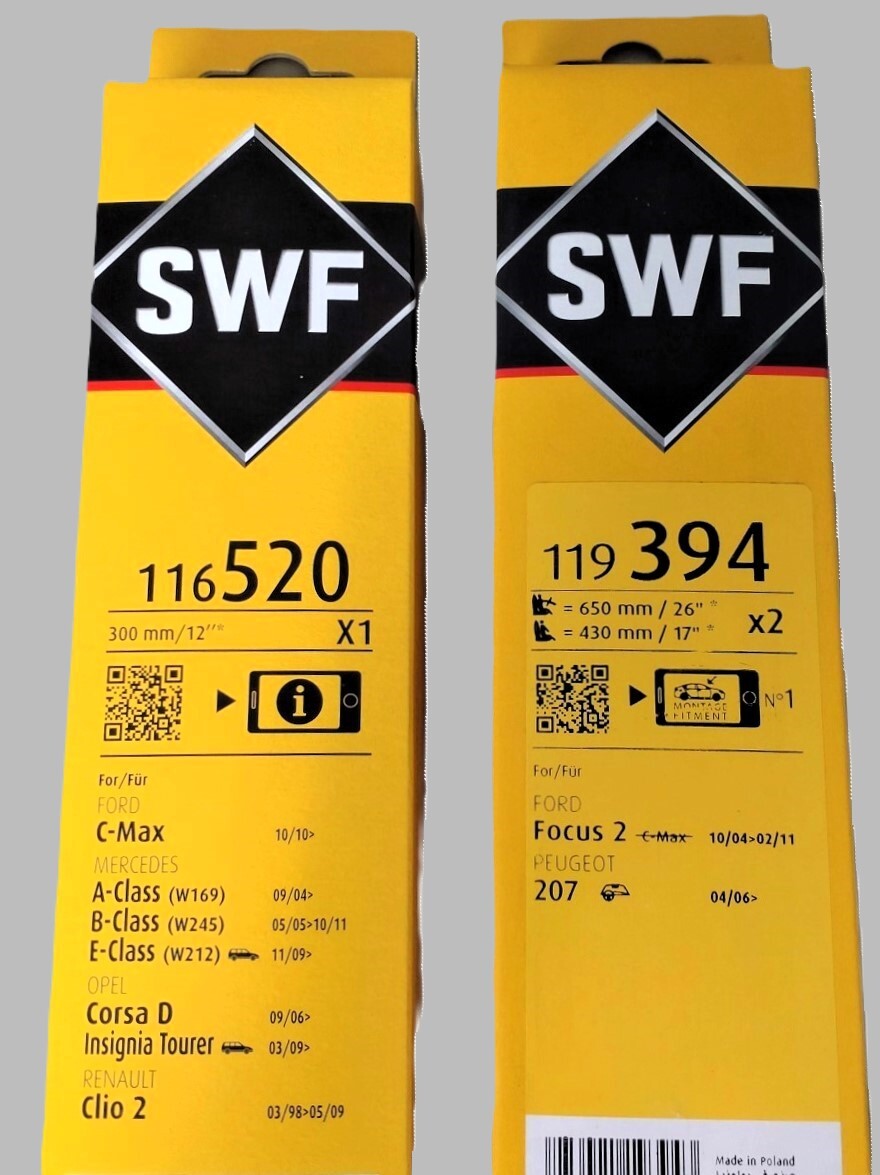 SWF
116 520
300 mm/12"* X1
For/Für
FORD
C-Max 10/10>
MERCEDES
A-Class (W169) 09/04>
B-Class (W245) 05/05>10/11
E-Class (W212) 11/09>
OPEL
Corsa D 09/06>
Insignia Tourer 03/09>
RENAULT
Clio 2 03/98>05/09
SWF
119 394
= 650 mm / 26" *
= 430 mm / 17" *
x2
MONTAGE
FITMENT
N°1
For/Für
FORD
Focus 2 C-Max 10/04>02/11
PEUGEOT
207 04/06>
Made in Poland